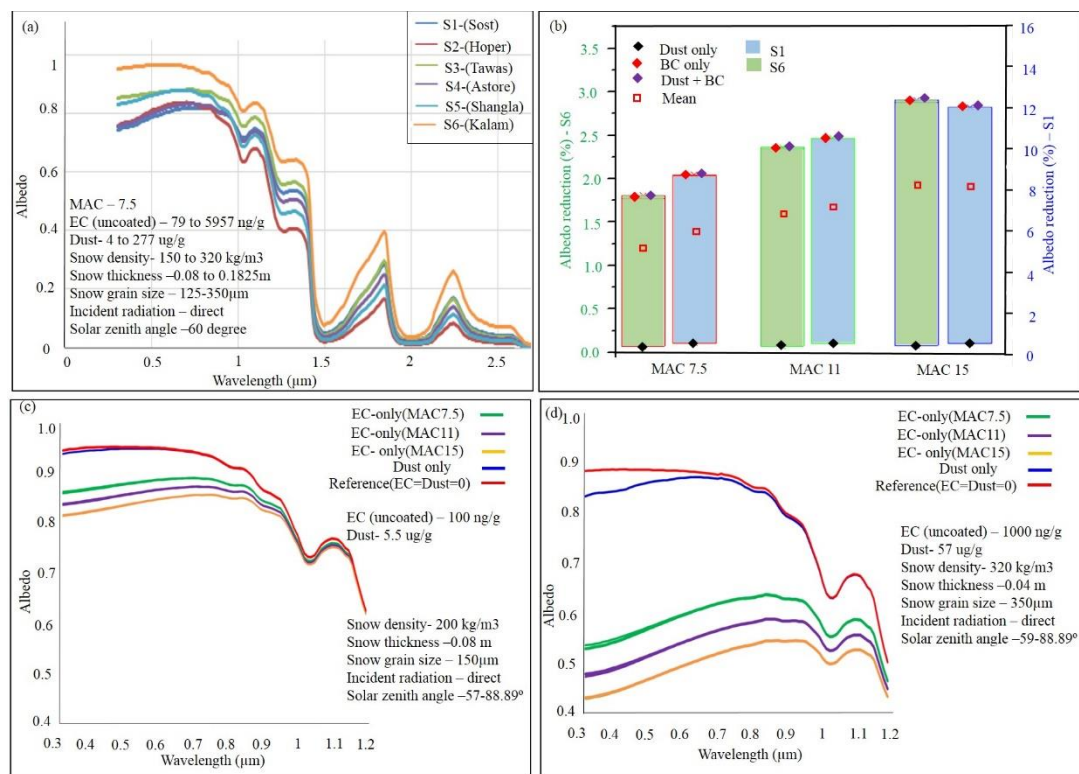 (a)
S1-(Sost)
S2-(Hoper)
S3-(Tawas)
S4-(Astore)
S5-(Shangla)
S6-(Kalam)
Albedo
1
0.8
0.6
0.4
0.2
0
MAC – 7.5
EC (uncoated) – 79 to 5957 ng/g
Dust- 4 to 277 ug/g
Snow density- 150 to 320 kg/m3
Snow thickness –0.08 to 0.1825m
Snow grain size – 125-350µm
Incident radiation – direct
Solar zenith angle –60 degree
0 0.5 1 1.5 2 2.5
Wavelength (µm)
(b)
Dust only
BC only
Dust + BC
Mean
S1
S6
Albedo reduction (%) - S6
3.5
3.0
2.5
2.0
1.5
1.0
0.5
0.0
16
14
12
10
8
6
4
2
0
Albedo reduction (%) – S1
MAC 7.5 MAC 11 MAC 15
(c)
EC-only(MAC7.5)
EC-only(MAC11)
EC- only(MAC15)
Dust only
Reference(EC=Dust=0)
EC (uncoated) – 100 ng/g
Dust- 5.5 ug/g
Snow density- 200 kg/m3
Snow thickness –0.08 m
Snow grain size – 150µm
Incident radiation – direct
Solar zenith angle –57-88.89º
Albedo
1.0
0.9
0.8
0.7
0.6
0.5
0.4
0.3 0.4 0.5 0.6 0.7 0.8 0.9 1 1.1 1.2
Wavelength (µm)
(d)
EC-only(MAC7.5)
EC-only(MAC11)
EC- only(MAC15)
Dust only
Reference(EC=Dust=0)
EC (uncoated) – 1000 ng/g
Dust- 57 ug/g
Snow density- 320 kg/m3
Snow thickness –0.04 m
Snow grain size – 350µm
Incident radiation – direct
Solar zenith angle –59-88.89º
Albedo
1.0
0.9
0.8
0.7
0.6
0.5
0.4
0.3 0.4 0.5 0.6 0.7 0.8 0.9 1.0 1.1 1.2
Wavelength (µm)